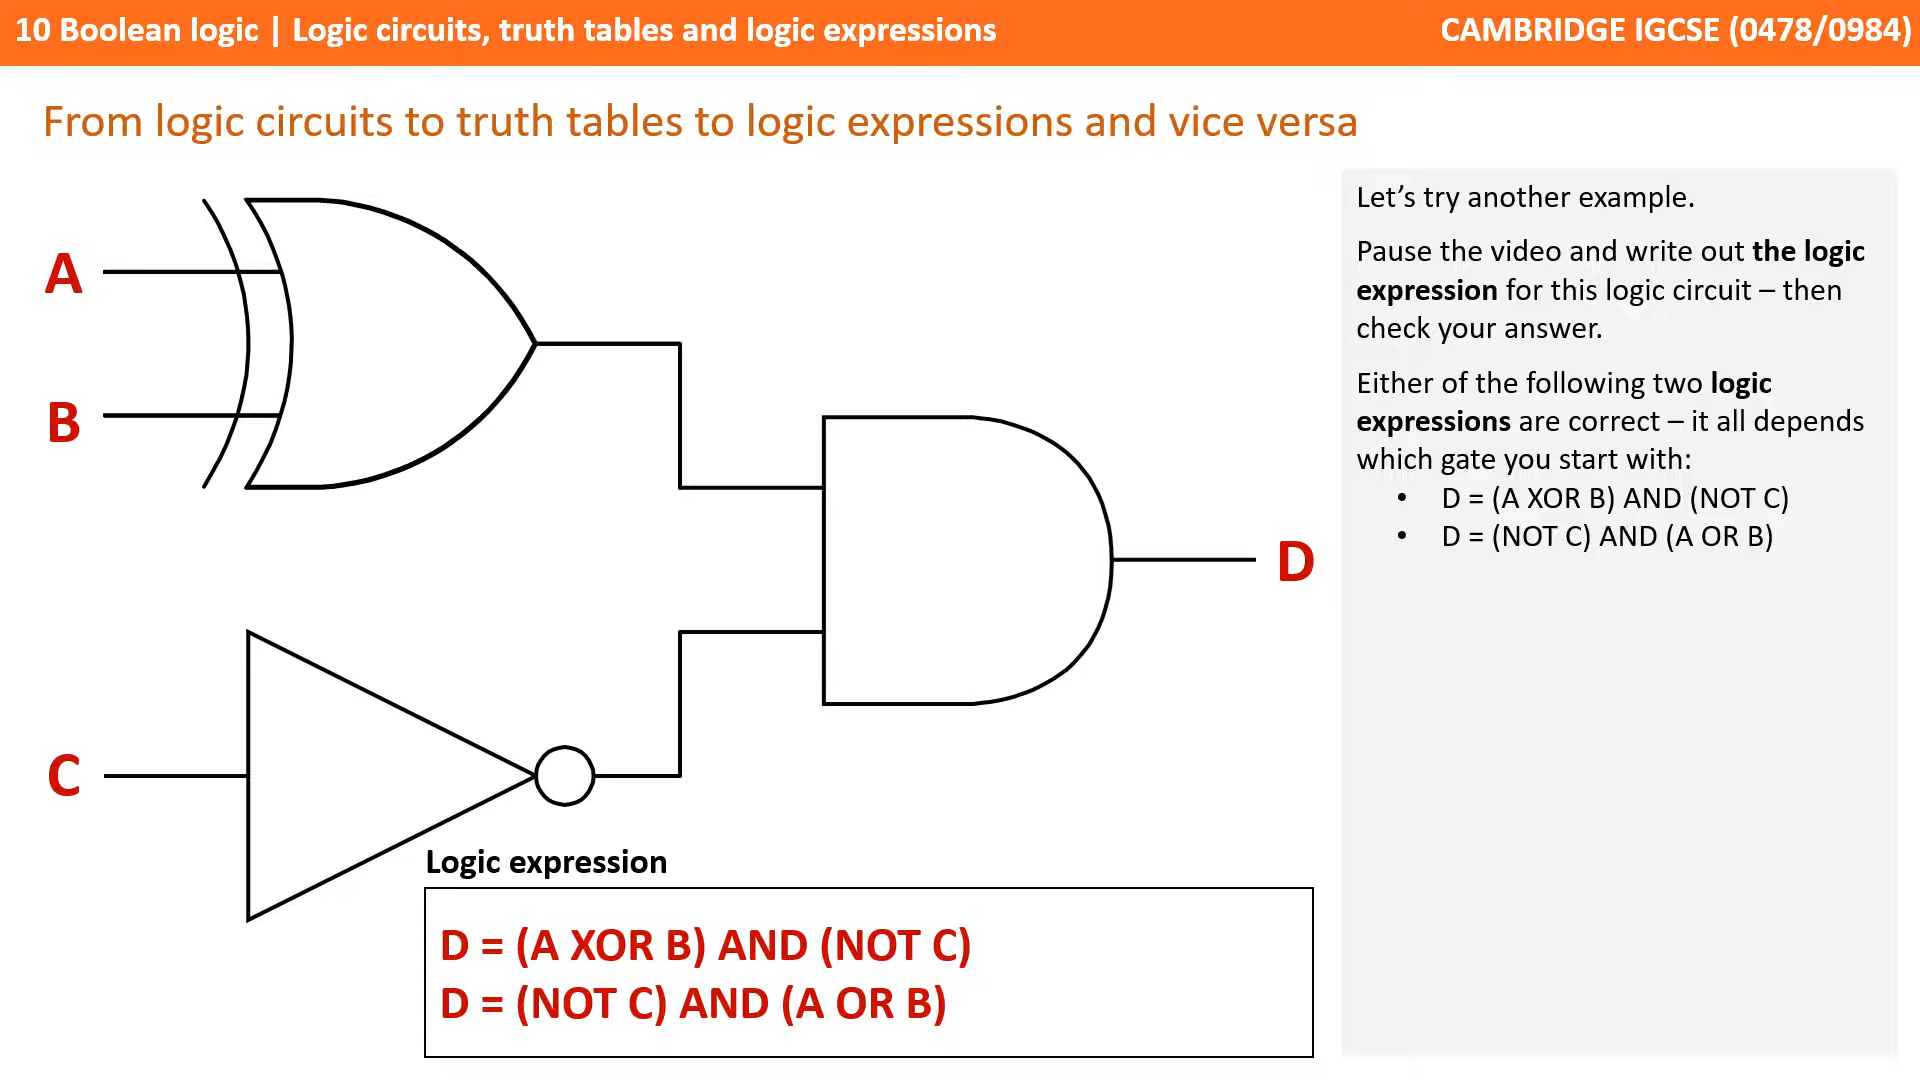 10 Boolean logic | Logic circuits, truth tables and logic expressions
CAMBRIDGE IGCSE (0478/0984)
From logic circuits to truth tables to logic expressions and vice versa
A
B
C
D
Logic expression
D = (A XOR B) AND (NOT C)
D = (NOT C) AND (A OR B)
Let’s try another example.
Pause the video and write out the logic
expression for this logic circuit – then
check your answer.
Either of the following two logic
expressions are correct – it all depends
which gate you start with:
• D = (A XOR B) AND (NOT C)
• D = (NOT C) AND (A OR B)